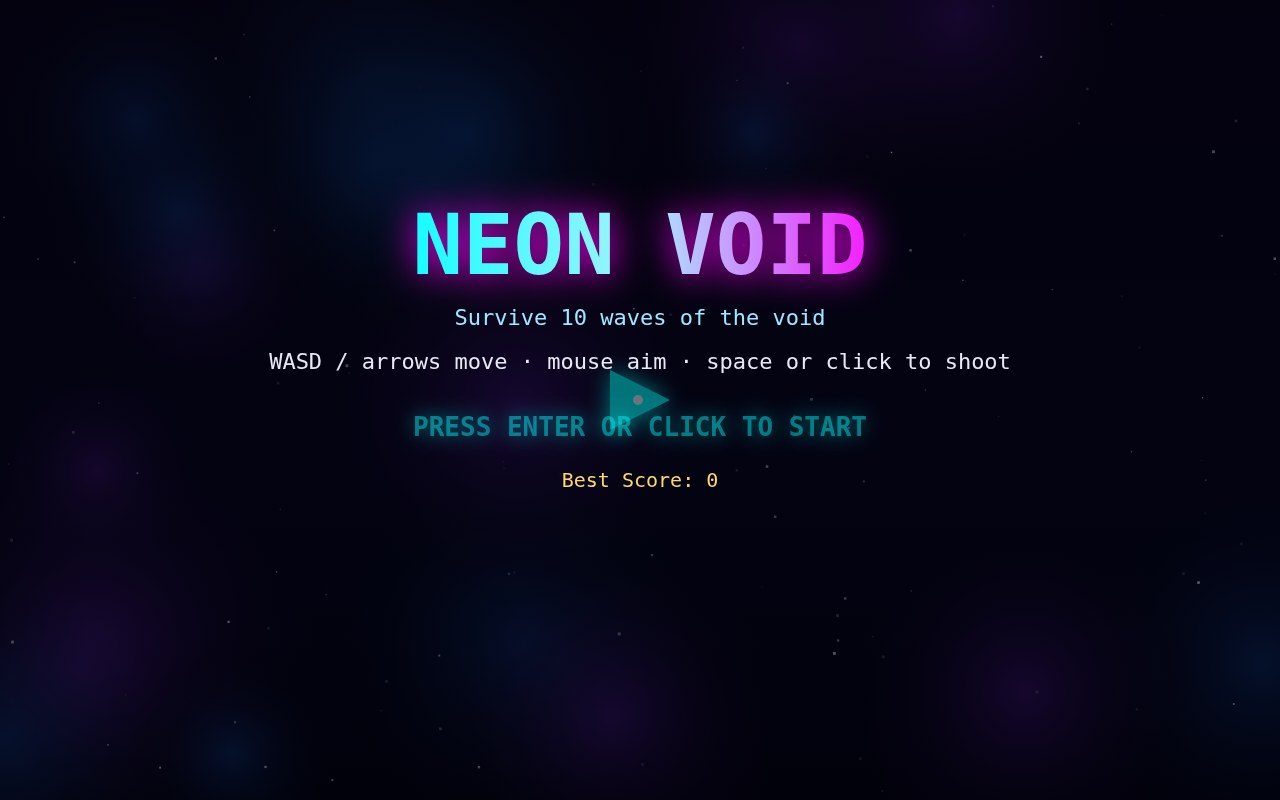 NEON VOID
Survive 10 waves of the void
WASD / arrows move · mouse aim · space or click to shoot
PRESS ENTER OR CLICK TO START
Best Score: 0